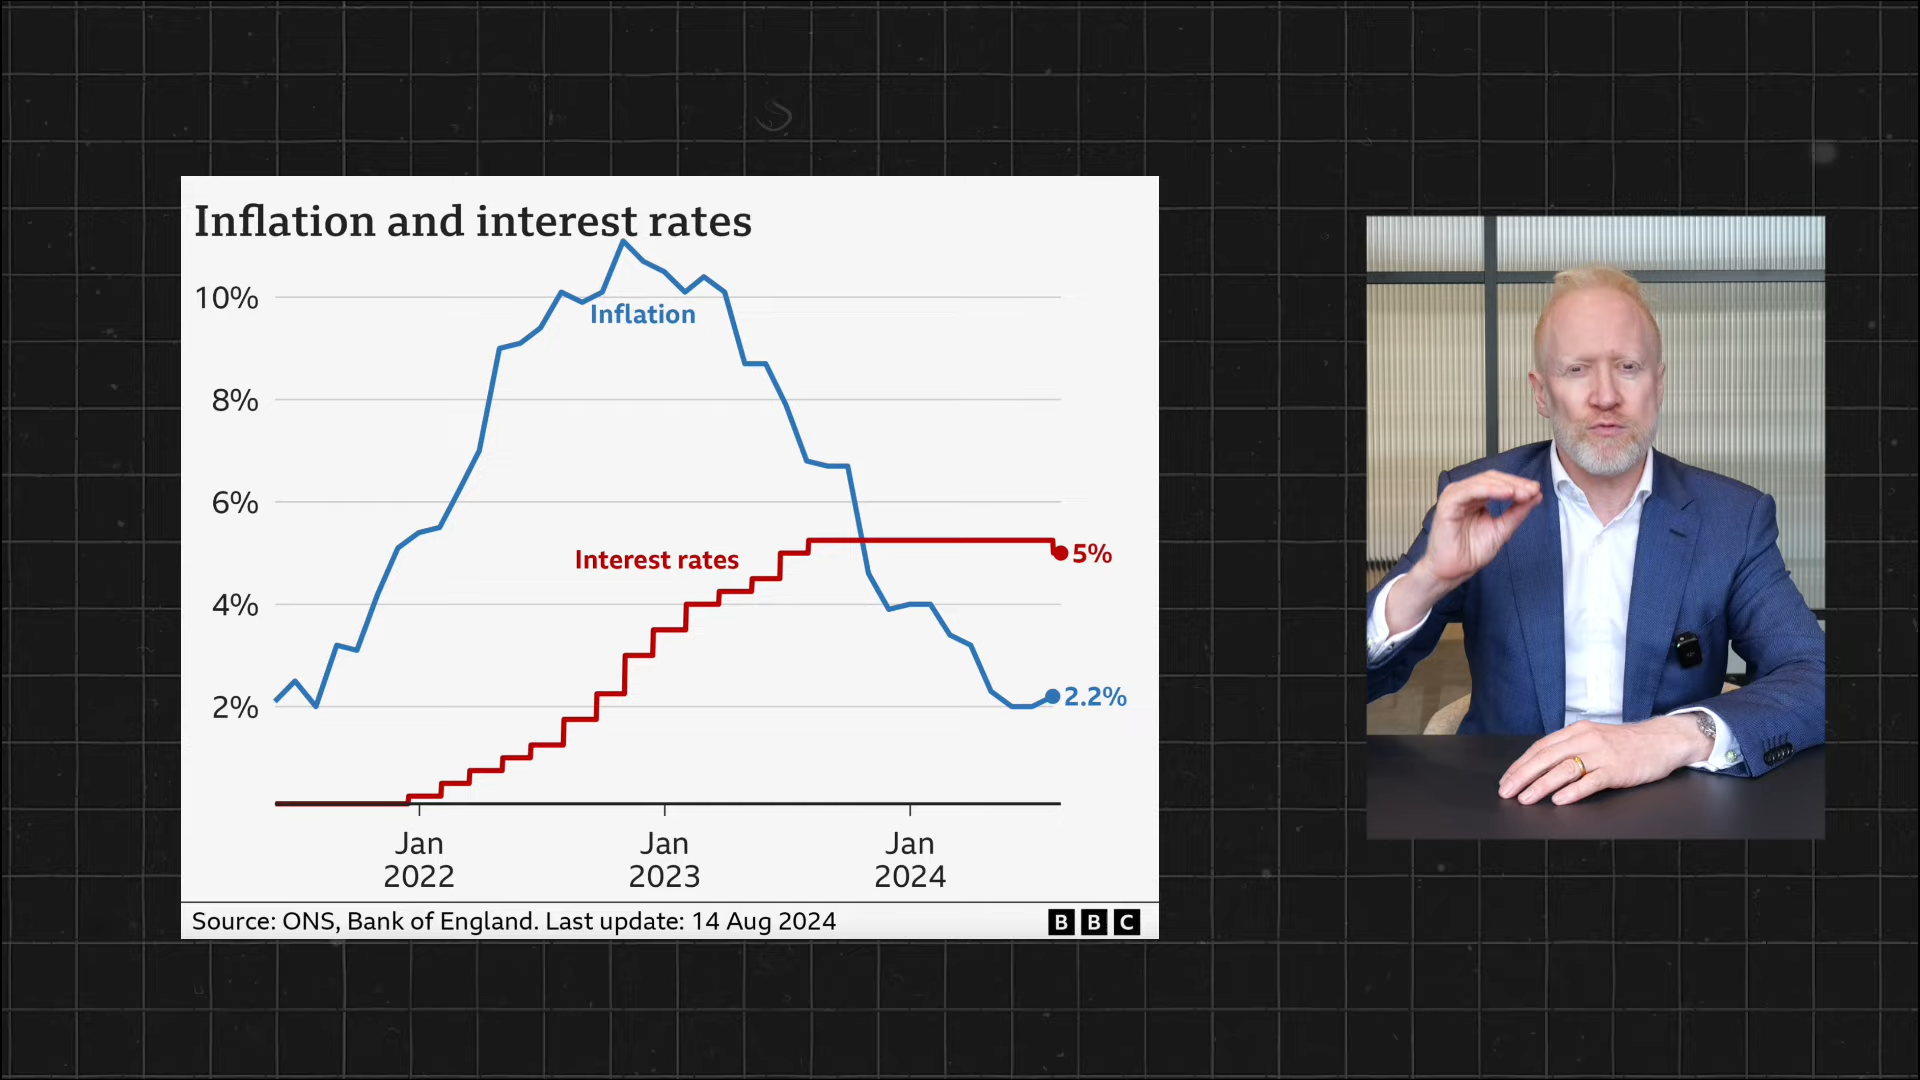 Inflation and interest rates
10%
Inflation
8%
6%
Interest rates
5%
4%
2.2%
2%
Jan
2022
Jan
2023
Jan
2024
Source: ONS, Bank of England. Last update: 14 Aug 2024
BBC